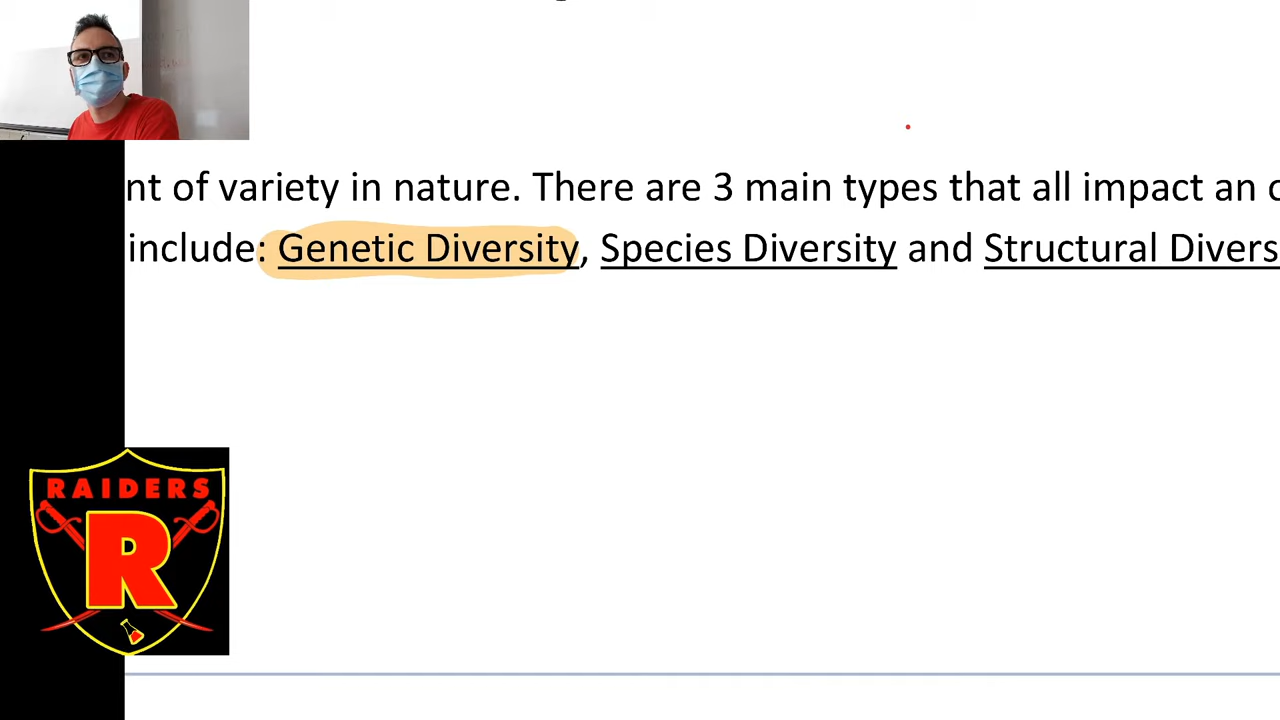 nt of variety in nature. There are 3 main types that all impact an
include: Genetic Diversity, Species Diversity and Structural Divers
RAIDERS
R